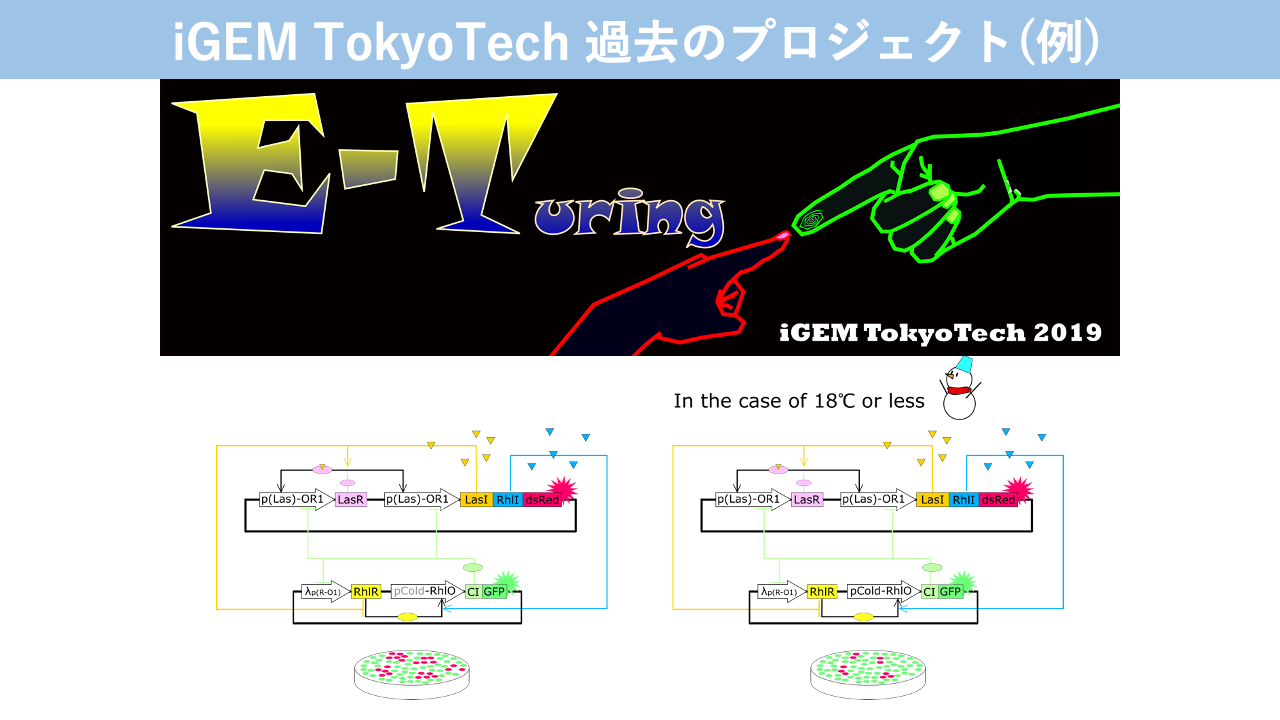 iGEM TokyoTech 過去のプロジェクト(例)
E-Turing
iGEM TokyoTech 2019
In the case of 18℃ or less
p(Las)-OR1 LasR p(Las)-OR1 LasI RhlI dsRed
p(Las)-OR1 LasR p(Las)-OR1 LasI RhlI dsRed
λp(R-O1) RhlR pCold-RhlO CI GFP
λp(R-O1) RhlR pCold-RhlO CI GFP